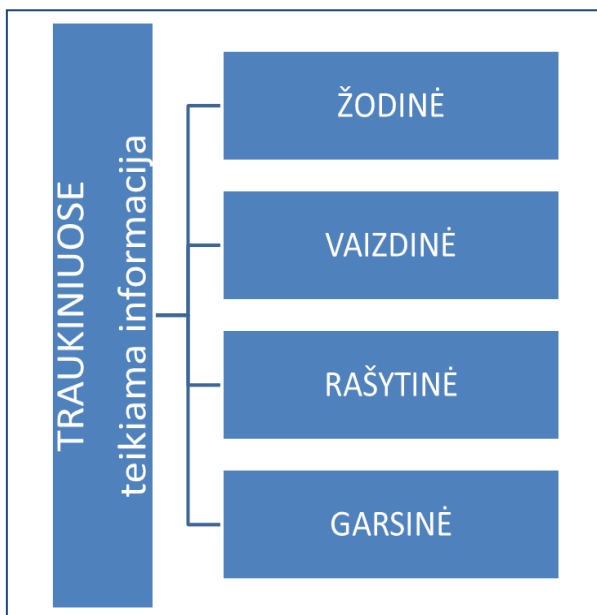 TRAUKINIUOSE
teikiama informacija
ŽODINĖ
VAIZDINĖ
RAŠYTINĖ
GARSINĖ